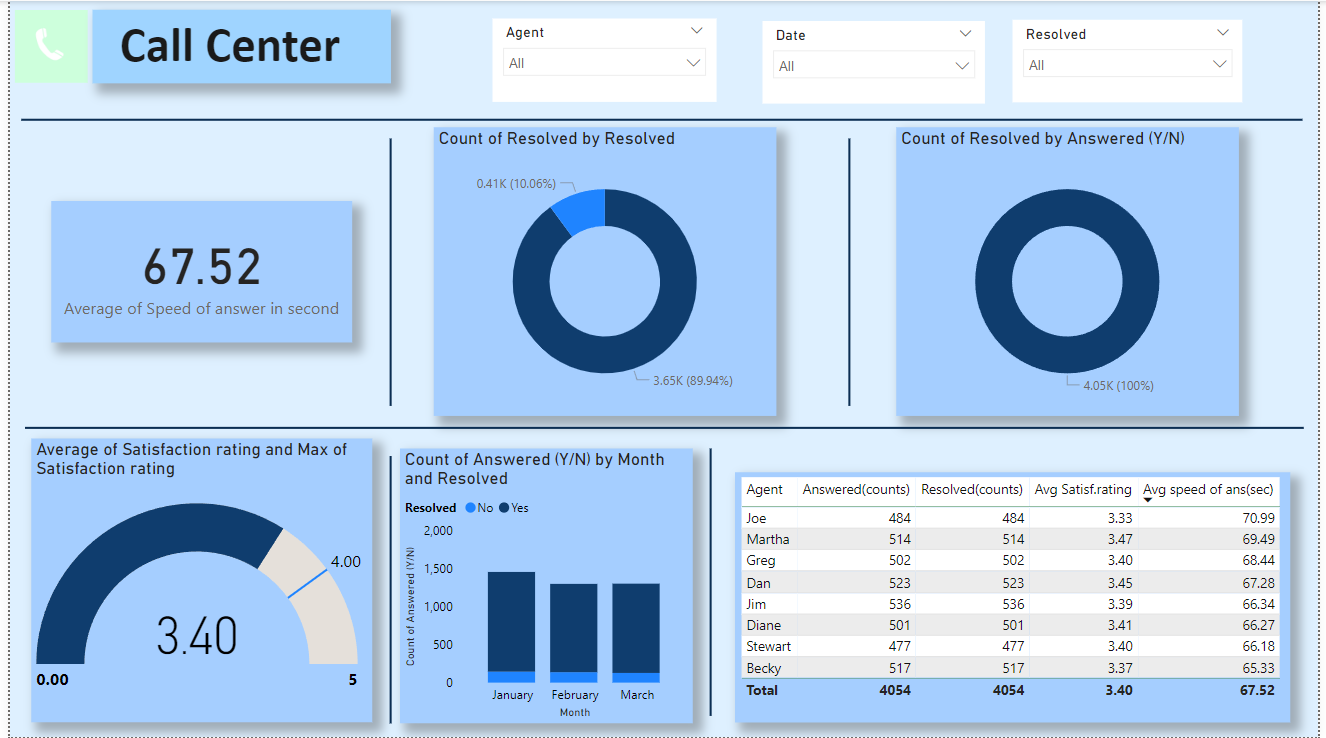 Call Center
Agent
All
Date
All
Resolved
All
67.52
Average of Speed of answer in second
Count of Resolved by Resolved
0.41K (10.06%)
3.65K (89.94%)
Count of Resolved by Answered (Y/N)
4.05K (100%)
Average of Satisfaction rating and Max of
Satisfaction rating
4.00
3.40
0.00 5
Count of Answered (Y/N) by Month
and Resolved
Resolved No Yes
Count of Answered (Y/N)
2,000
1,500
1,000
500
0
January February March
Month
Agent Answered(counts) Resolved(counts) Avg Satisf.rating Avg speed of ans(sec)
Joe 484 484 3.33 70.99
Martha 514 514 3.47 69.49
Greg 502 502 3.40 68.44
Dan 523 523 3.45 67.28
Jim 536 536 3.39 66.34
Diane 501 501 3.41 66.27
Stewart 477 477 3.40 66.18
Becky 517 517 3.37 65.33
Total 4054 4054 3.40 67.52